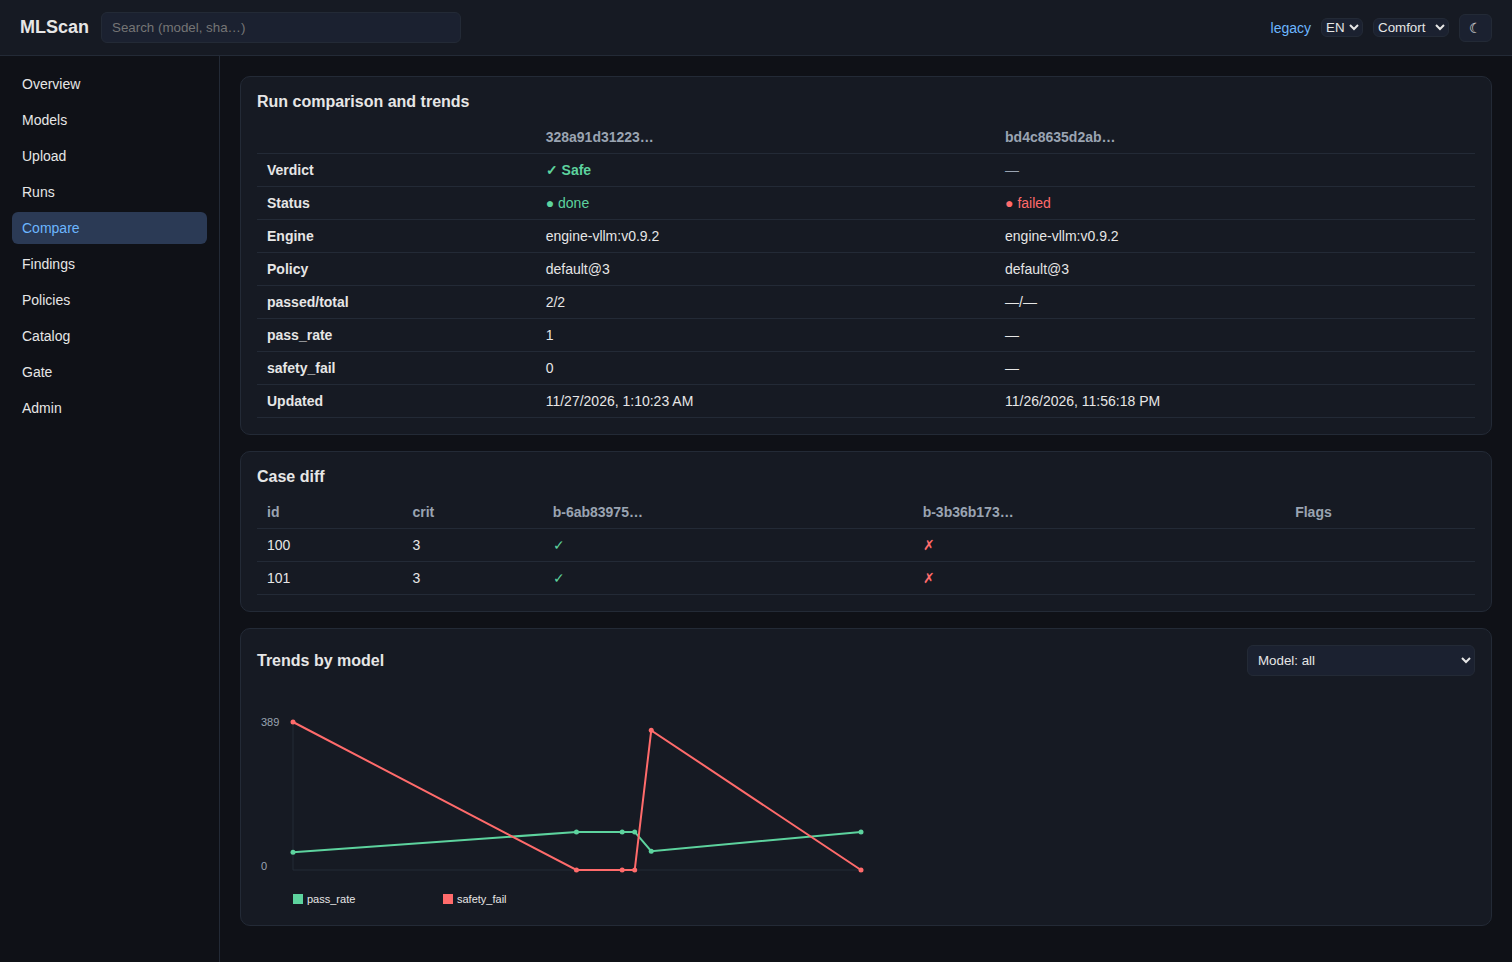 MLScan
Search (model, sha…)
legacy
EN
Comfort
☾
Overview
Models
Upload
Runs
Compare
Findings
Policies
Catalog
Gate
Admin
Run comparison and trends
328a91d31223… bd4c8635d2ab…
Verdict ✓ Safe —
Status ● done ● failed
Engine engine-vllm:v0.9.2 engine-vllm:v0.9.2
Policy default@3 default@3
passed/total 2/2 —/—
pass_rate 1 —
safety_fail 0 —
Updated 11/27/2026, 1:10:23 AM 11/26/2026, 11:56:18 PM
Case diff
id crit b-6ab83975… b-3b36b173… Flags
100 3 ✓ ✗
101 3 ✓ ✗
Trends by model
Model: all
389
0
pass_rate safety_fail